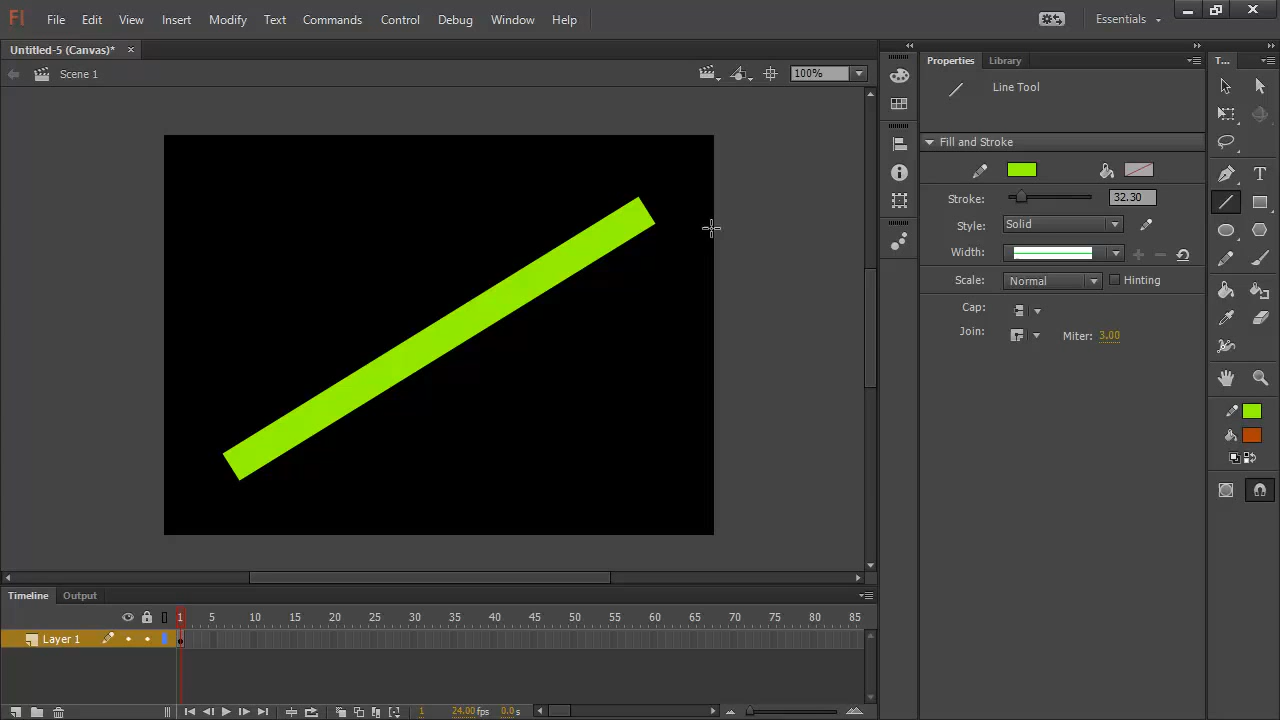 Fl File Edit View Insert Modify Text Commands Control Debug Window Help Essentials
Untitled-5 (Canvas)*
Scene 1 100%
Properties Library T...
Line Tool
Fill and Stroke
Stroke: 32.30
Style: Solid
Width:
Scale: Normal Hinting
Cap:
Join: Miter: 3.00
T
Timeline Output
1 5 10 15 20 25 30 35 40 45 50 55 60 65 70 75 80 85
Layer 1
1 24.00 fps 0.0 s